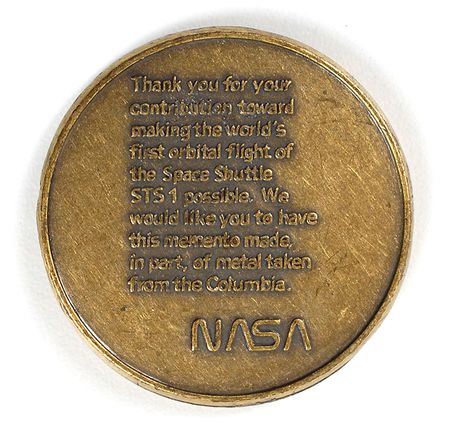 Thank you for your
contribution toward
making the world's
first orbital flight of
the Space Shuttle
STS 1 possible. We
would like you to have
this memento made,
in part, of metal taken
from the Columbia.
NASA